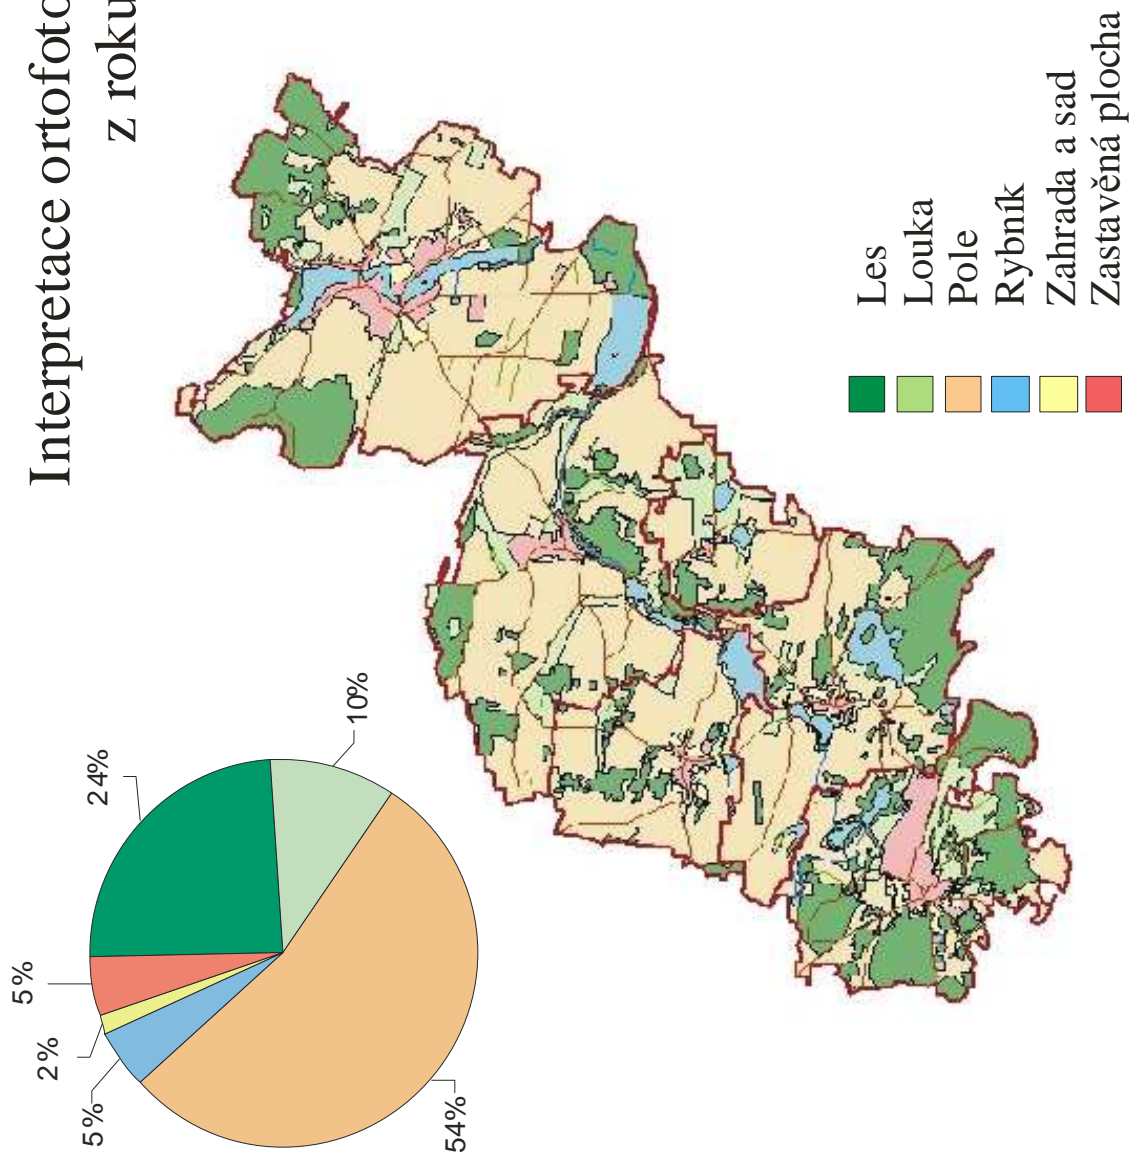 Interpretace ortofoto
z roku
5%
2%
5%
24%
10%
54%
Les
Louka
Pole
Rybník
Zahrada a sad
Zastavěná plocha